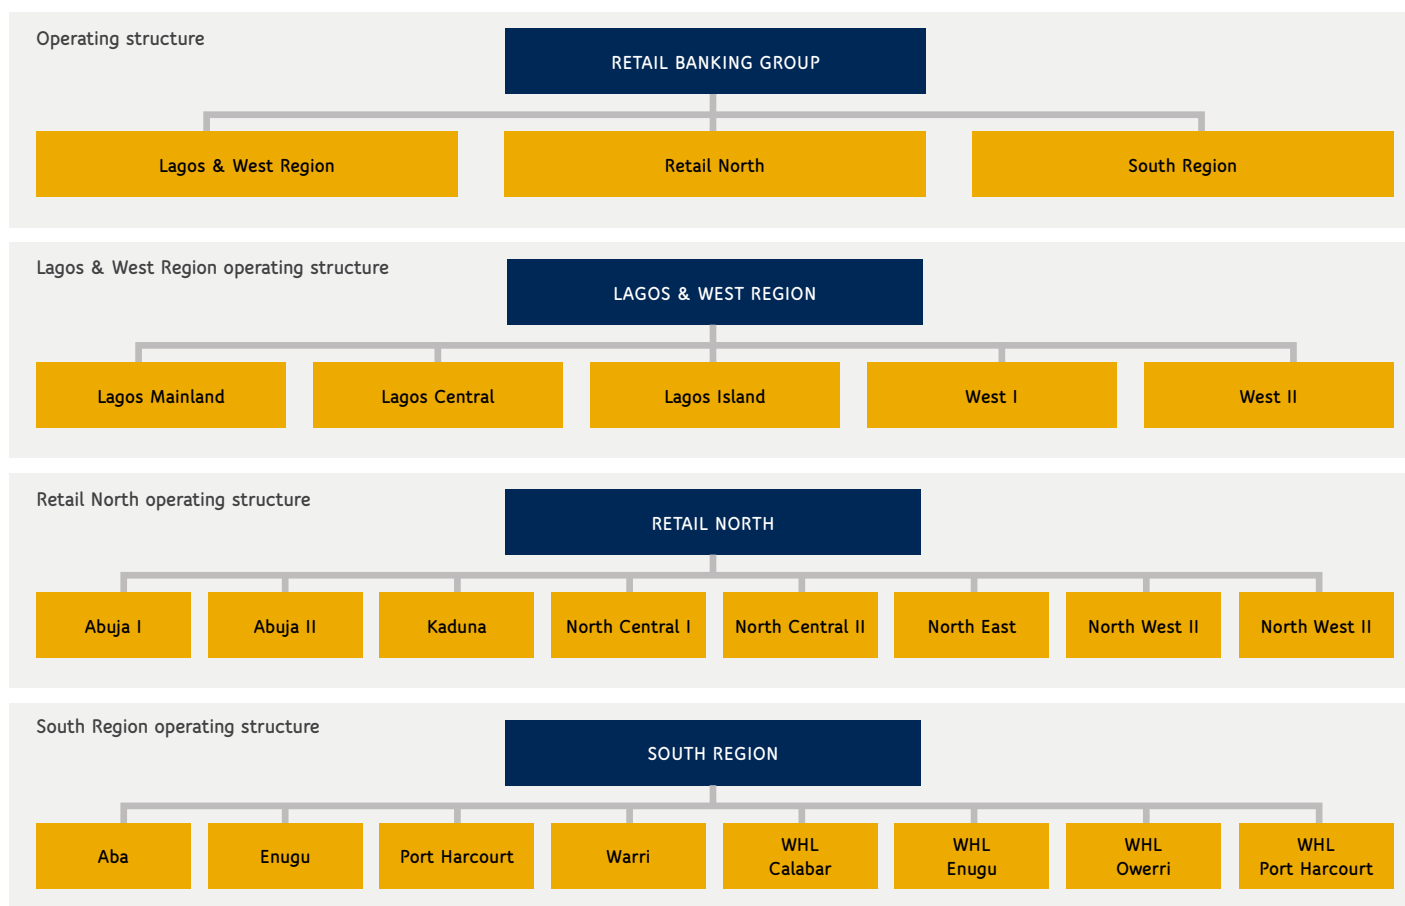 Operating structure
RETAIL BANKING GROUP
Lagos & West Region
Retail North
South Region
Lagos & West Region operating structure
LAGOS & WEST REGION
Lagos Mainland
Lagos Central
Lagos Island
West I
West II
Retail North operating structure
RETAIL NORTH
Abuja I
Abuja II
Kaduna
North Central I
North Central II
North East
North West II
North West II
South Region operating structure
SOUTH REGION
Aba
Enugu
Port Harcourt
Warri
WHL
Calabar
WHL
Enugu
WHL
Owerri
WHL
Port Harcourt